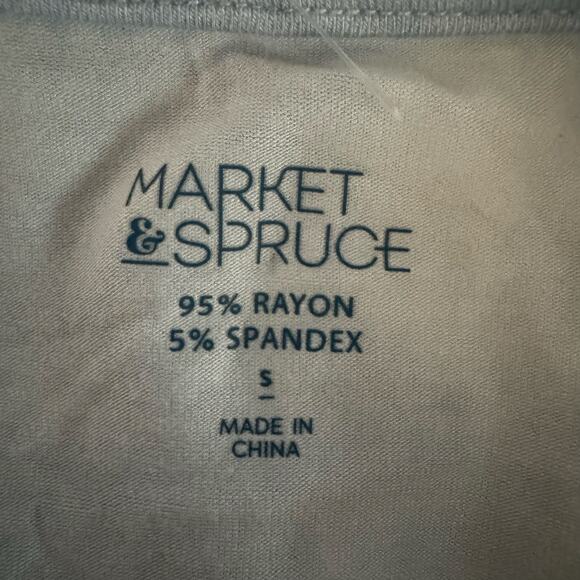 MARKET
& SPRUCE
95% RAYON
5% SPANDEX
S
MADE IN
CHINA